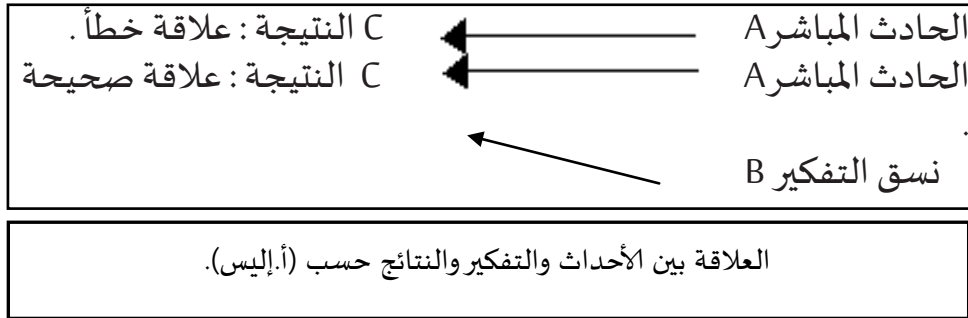 الحادث المباشر A C النتيجة : علاقة خطأ .
الحادث المباشر A C النتيجة : علاقة صحيحة
.
نسق التفكير B
العلاقة بين الأحداث والتفكير والنتائج حسب (أ.إليس).